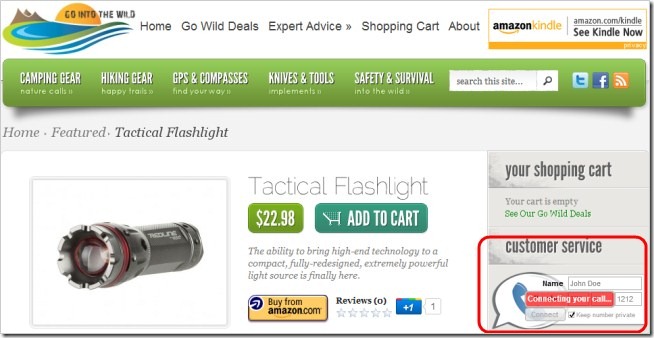 GO INTO THE WILD
Home Go Wild Deals Expert Advice » Shopping Cart About
amazonkindle
amazon.com/kindle
See Kindle Now
privacy
CAMPING GEAR HIKING GEAR GPS & COMPASSES KNIVES & TOOLS SAFETY & SURVIVAL
nature calls happy trails find your way implements into the wild
search this site...
Home Featured Tactical Flashlight
REDLINE
Tactical Flashlight
$22.98 ADD TO CART
The ability to bring high-end technology to a
compact, fully-redesigned, extremely powerful
light source is finally here.
Buy from
amazon.com
Reviews (0)
+1 1
your shopping cart
Your cart is empty
See Our Go Wild Deals
customer service
Name John Doe
Connecting your call... 1212
Connect Keep number private